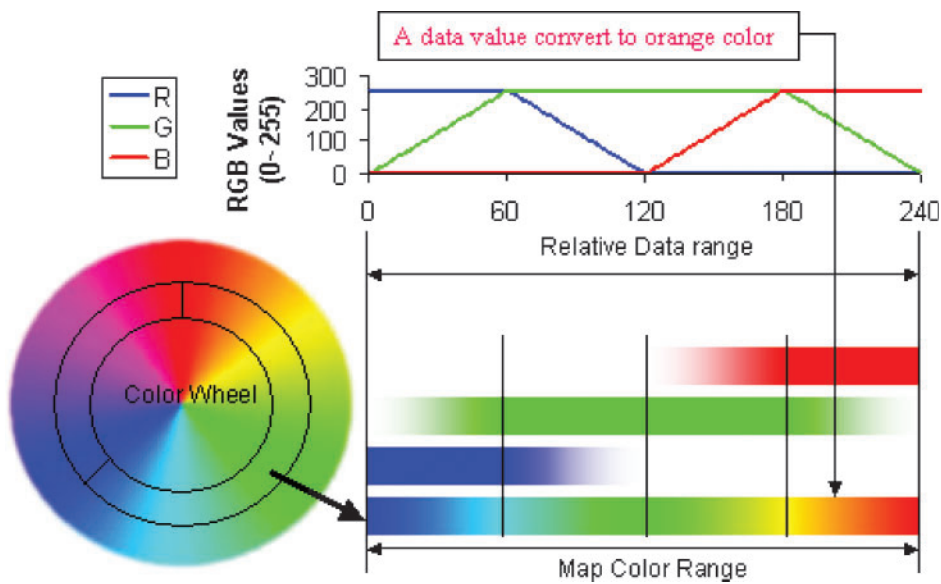 A data value convert to orange color
R
G
B
RGB Values
(0~255)
300
200
100
0
0 60 120 180 240
Relative Data range
Color Wheel
Map Color Range